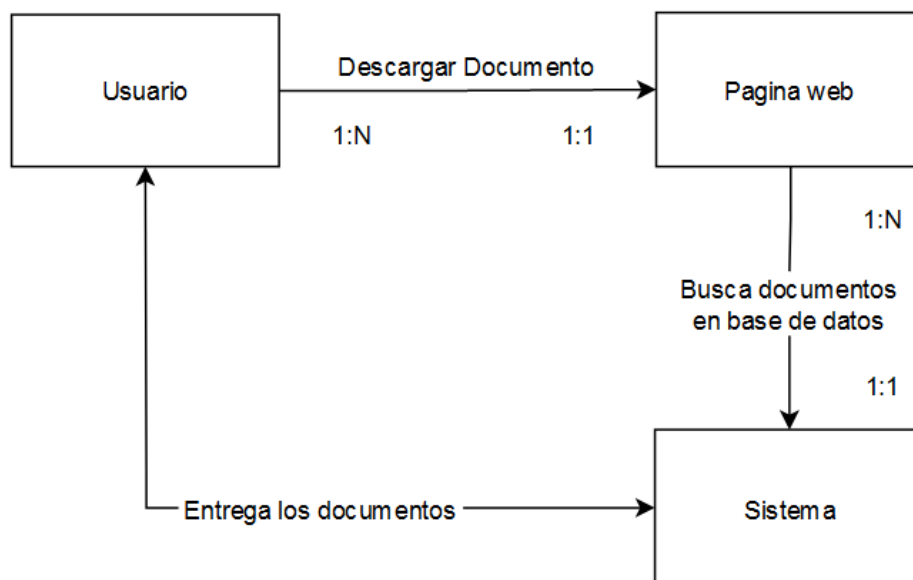 Usuario
Descargar Documento
Pagina web
1:N
1:1
1:N
Busca documentos
en base de datos
1:1
Entrega los documentos
Sistema